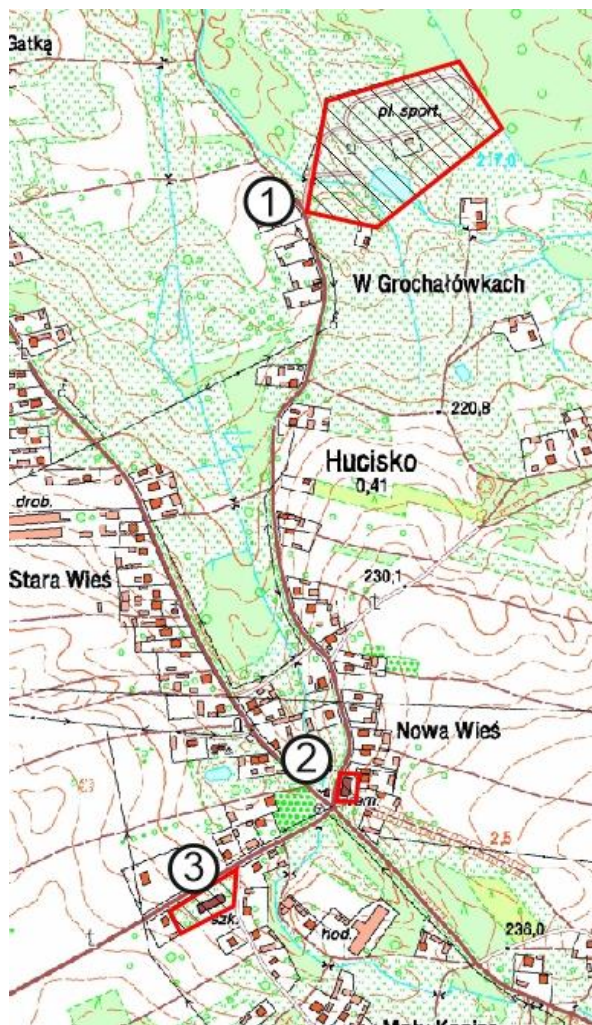 Gatką
pl. sport.
217,0
1
W Grochałówkach
220,8
Hucisko
0,41
drob.
Stara Wieś
230,1
Nowa Wieś
2
rem.
2,5
3
szk.
hod.
236,0